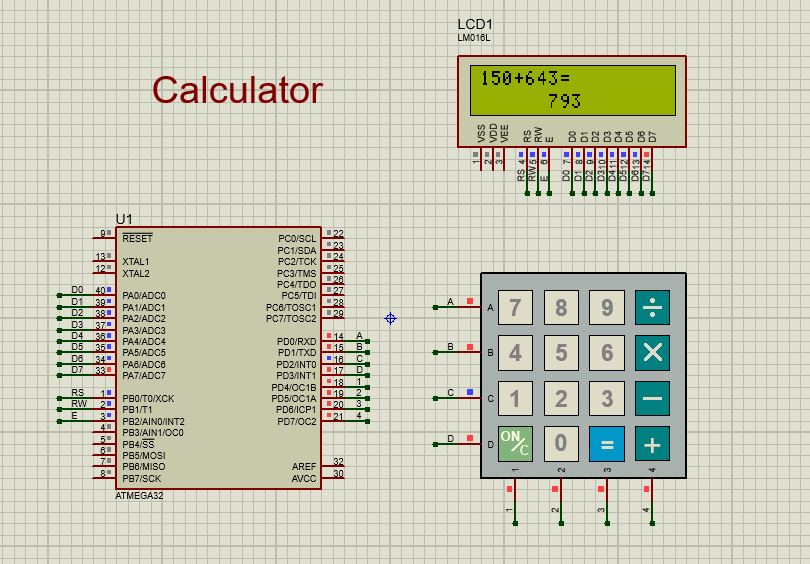 LCD1
LM016L
Calculator
150+643=
793
VSS
VDD
VEE
RS
RW
E
D0
D1
D2
D3
D4
D5
D6
D7
1
2
3
RS 4
RW 5
E 6
D0 7
D1 8
D2 9
D3 10
D4 11
D5 12
D6 13
D7 14
U1
9 RESET PC0/SCL 22
PC1/SDA 23
13 XTAL1 PC2/TCK 24
12 XTAL2 PC3/TMS 25
PC4/TDO 26
D0 40 PA0/ADC0 PC5/TDI 27
D1 39 PA1/ADC1 PC6/TOSC1 28
D2 38 PA2/ADC2 PC7/TOSC2 29
D3 37 PA3/ADC3
D4 36 PA4/ADC4 PD0/RXD 14 A
D5 35 PA5/ADC5 PD1/TXD 15 B
D6 34 PA6/ADC6 PD2/INT0 16 C
D7 33 PA7/ADC7 PD3/INT1 17 D
PD4/OC1B 18 1
RS 1 PB0/T0/XCK PD5/OC1A 19 2
RW 2 PB1/T1 PD6/ICP1 20 3
E 3 PB2/AIN0/INT2 PD7/OC2 21 4
4 PB3/AIN1/OC0
5 PB4/SS
6 PB5/MOSI
7 PB6/MISO AREF 32
8 PB7/SCK AVCC 30
ATMEGA32
A A 7 8 9 ÷
B B 4 5 6 ×
C C 1 2 3 −
D D ON/C 0 = +
1 2 3 4
1 2 3 4